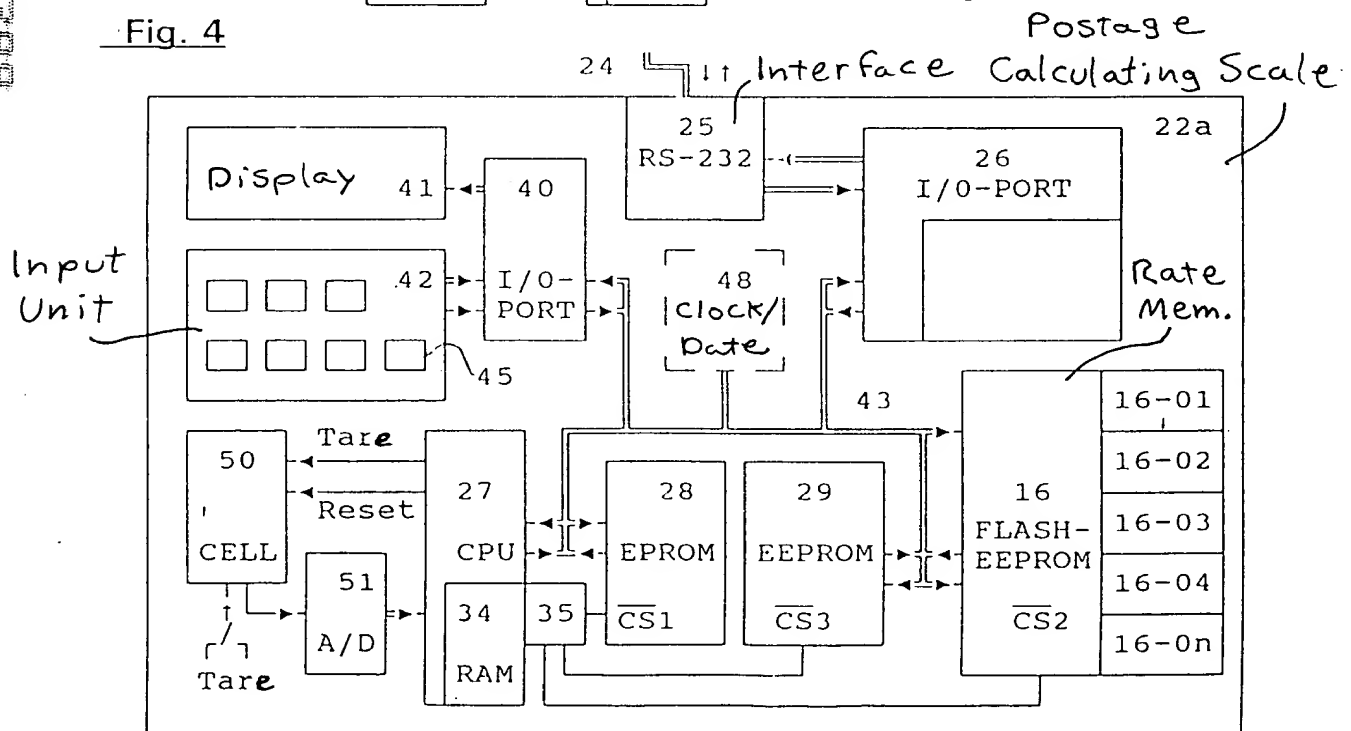 Fig. 4
Postage
Calculating Scale
24
Interface
22a
25
RS-232
26
I/O-PORT
Display 41
40
I/O-
PORT
Input
Unit
42
45
48
Clock/
Date
Rate
Mem.
43
50
CELL
Tare
Reset
27
CPU
28
EPROM
CS1
29
EEPROM
CS3
16
FLASH-
EEPROM
CS2
16-01
16-02
16-03
16-04
16-0n
51
A/D
34
RAM
35
Tare